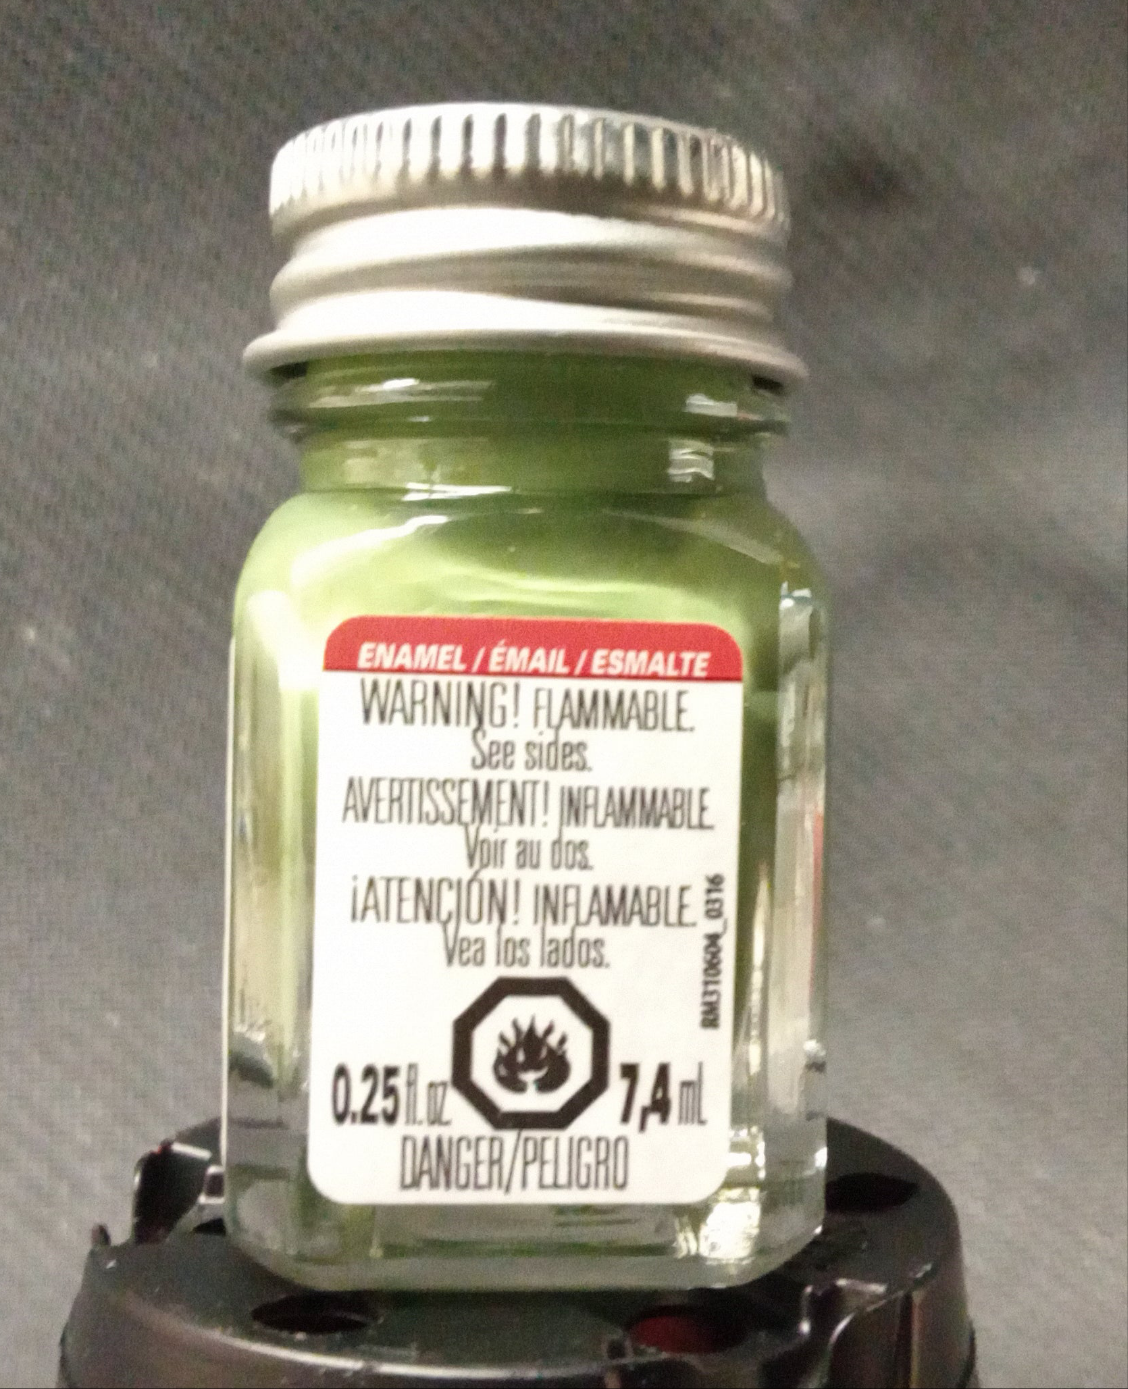 ENAMEL / ÉMAIL / ESMALTE
WARNING! FLAMMABLE.
See sides.
AVERTISSEMENT! INFLAMMABLE.
Voir au dos.
¡ATENCIÓN! INFLAMABLE.
Vea los lados.
RM310604_0316
0.25 fl. oz 7,4 ml
DANGER/PELIGRO